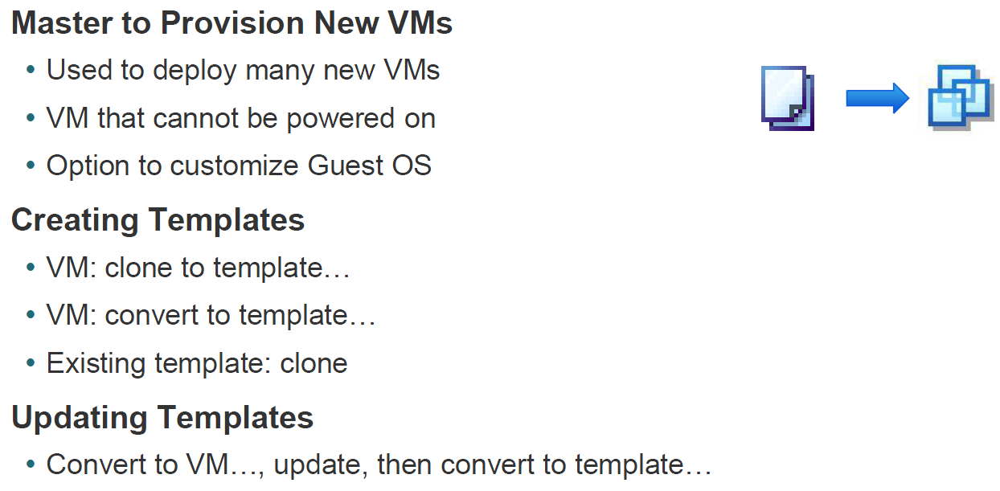 Master to Provision New VMs
• Used to deploy many new VMs
• VM that cannot be powered on
• Option to customize Guest OS
Creating Templates
• VM: clone to template…
• VM: convert to template…
• Existing template: clone
Updating Templates
• Convert to VM…, update, then convert to template…